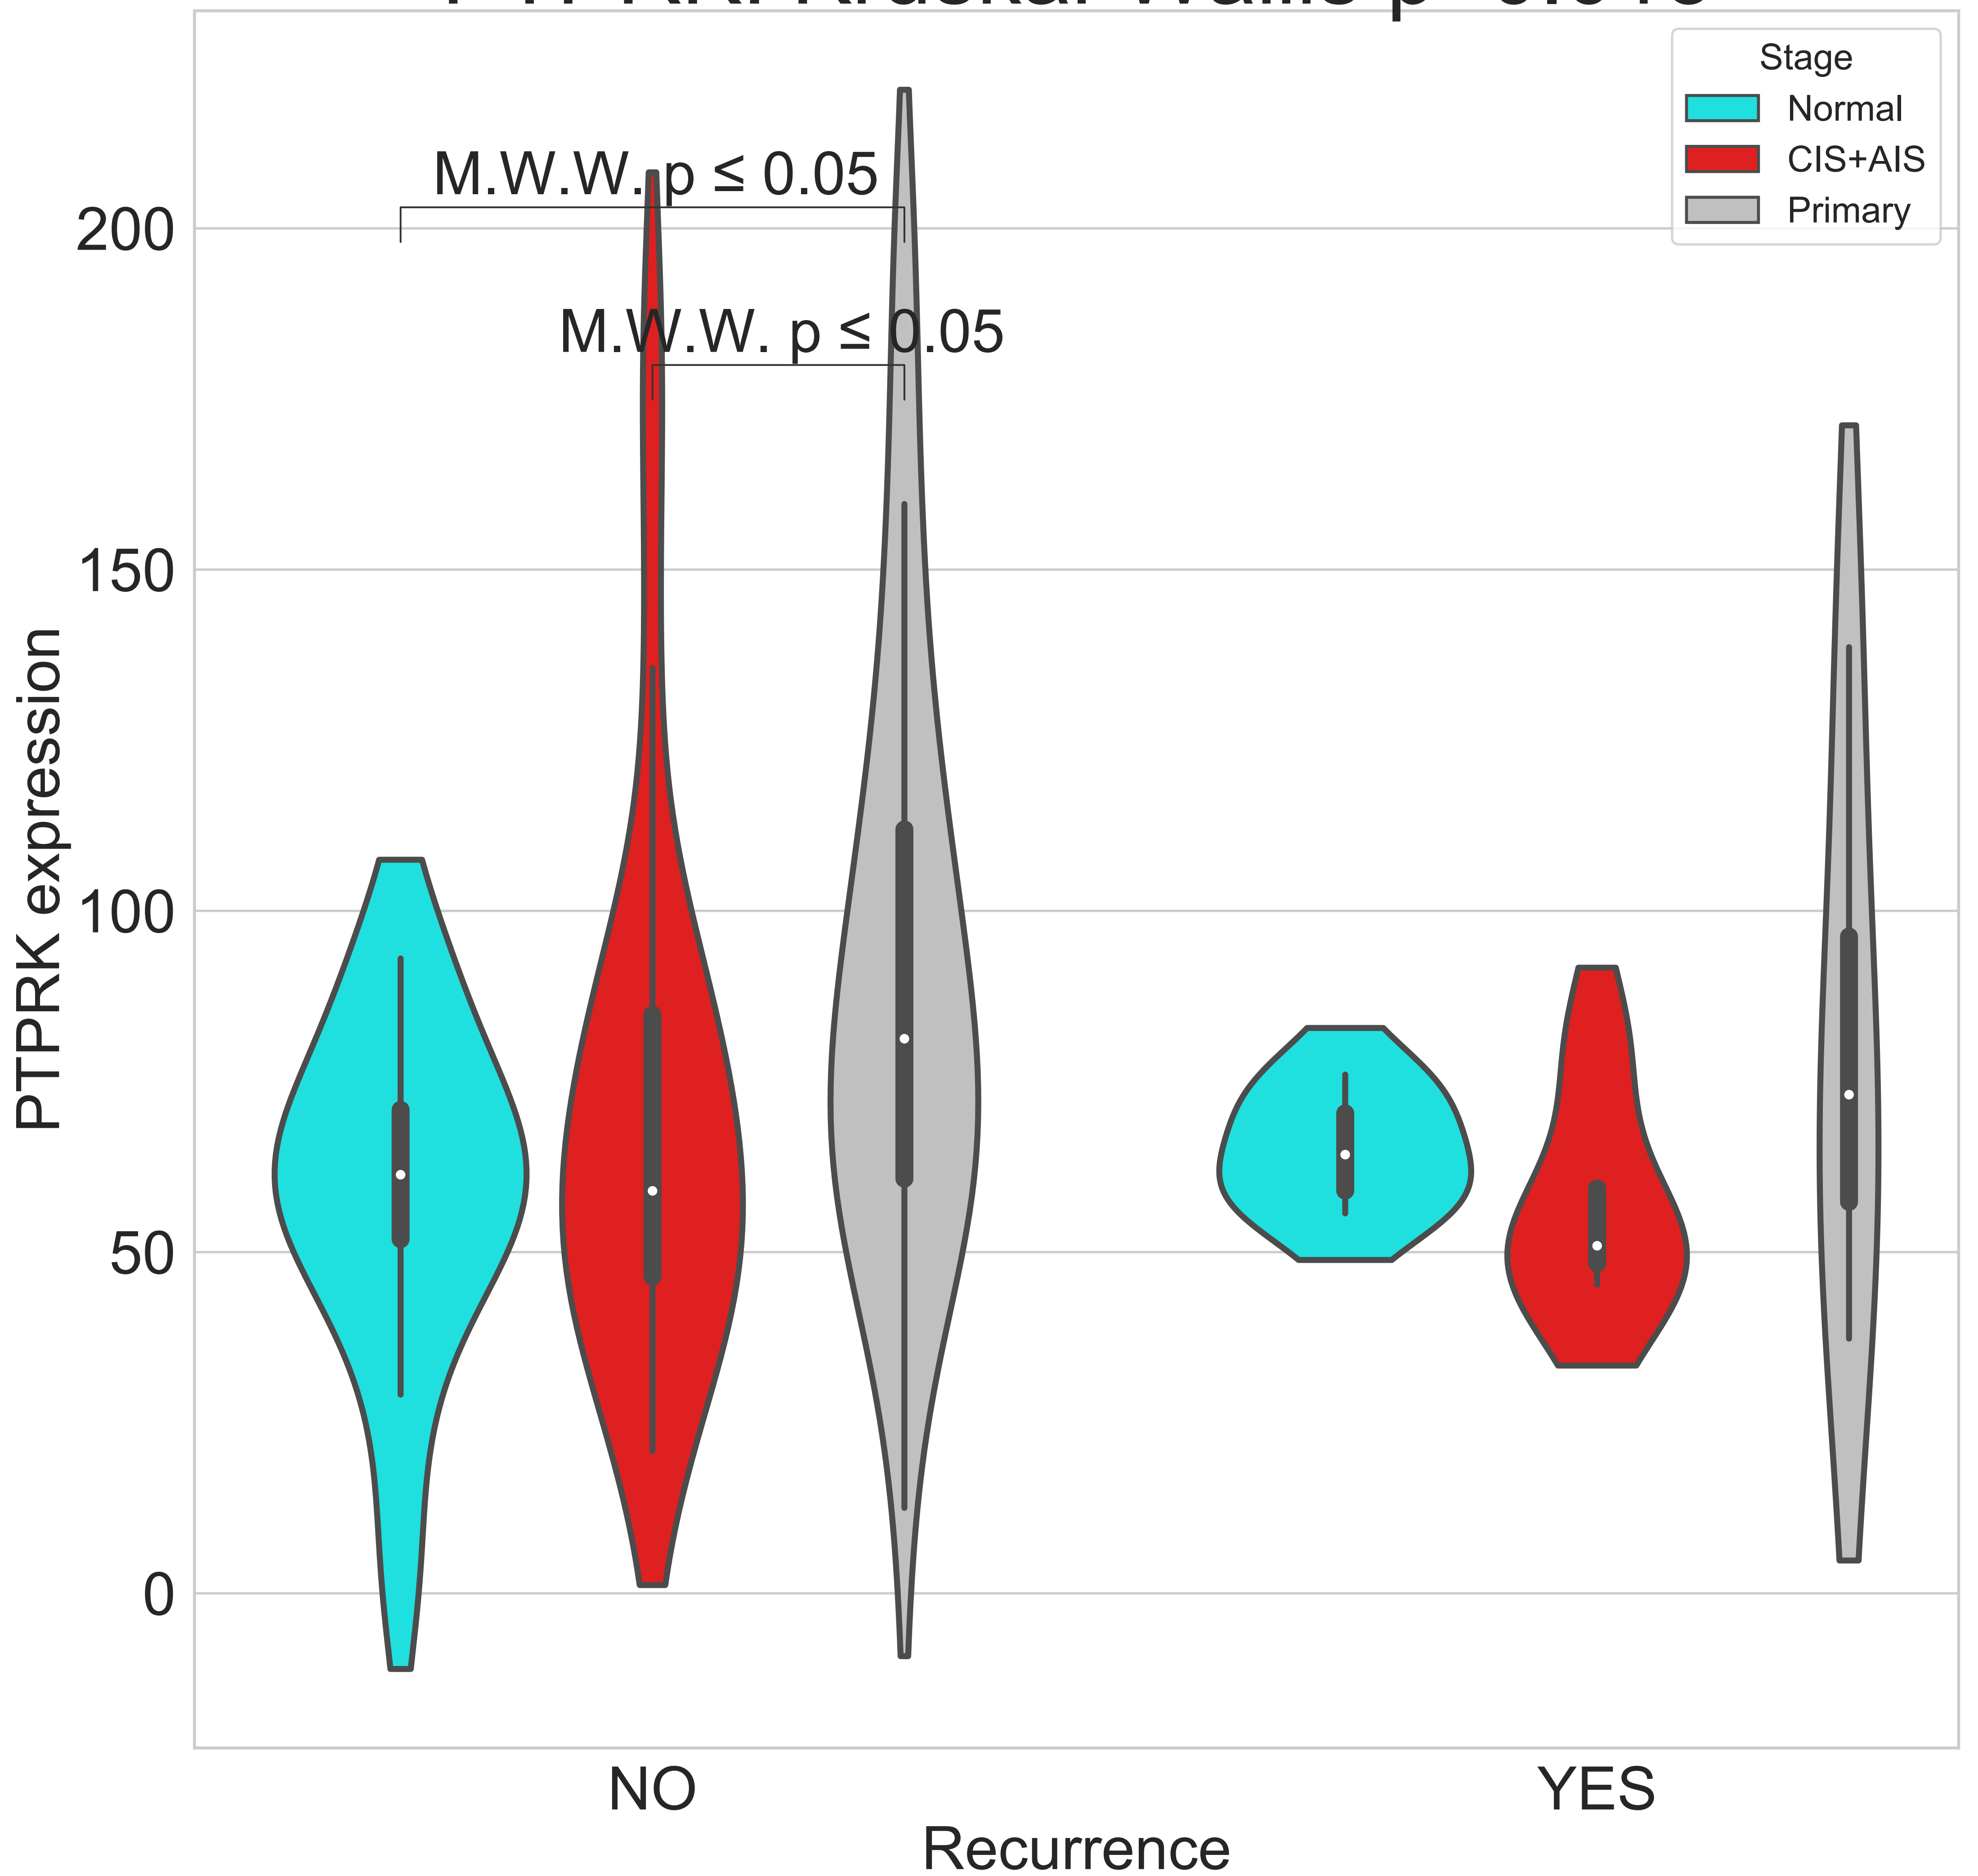 Stage
Normal
CIS+AIS
Primary
M.W.W. p ≤ 0.05
M.W.W. p ≤ 0.05
200
150
100
50
0
PTPRK expression
NO
YES
Recurrence